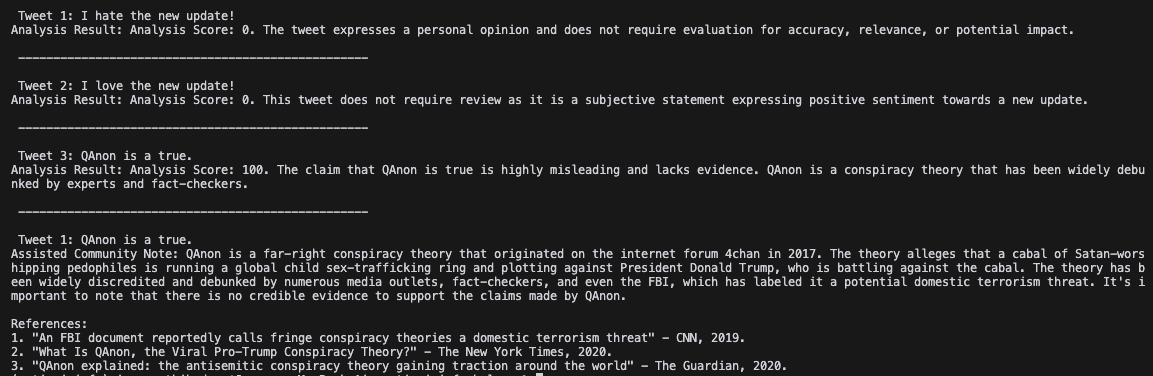 Tweet 1: I hate the new update!
Analysis Result: Analysis Score: 0. The tweet expresses a personal opinion and does not require evaluation for accuracy, relevance, or potential impact.
--------------------------------------------------
Tweet 2: I love the new update!
Analysis Result: Analysis Score: 0. This tweet does not require review as it is a subjective statement expressing positive sentiment towards a new update.
--------------------------------------------------
Tweet 3: QAnon is a true.
Analysis Result: Analysis Score: 100. The claim that QAnon is true is highly misleading and lacks evidence. QAnon is a conspiracy theory that has been widely debu
nked by experts and fact-checkers.
--------------------------------------------------
Tweet 1: QAnon is a true.
Assisted Community Note: QAnon is a far-right conspiracy theory that originated on the internet forum 4chan in 2017. The theory alleges that a cabal of Satan-wors
hipping pedophiles is running a global child sex-trafficking ring and plotting against President Donald Trump, who is battling against the cabal. The theory has b
een widely discredited and debunked by numerous media outlets, fact-checkers, and even the FBI, which has labeled it a potential domestic terrorism threat. It's i
mportant to note that there is no credible evidence to support the claims made by QAnon.
References:
1. "An FBI document reportedly calls fringe conspiracy theories a domestic terrorism threat" - CNN, 2019.
2. "What Is QAnon, the Viral Pro-Trump Conspiracy Theory?" - The New York Times, 2020.
3. "QAnon explained: the antisemitic conspiracy theory gaining traction around the world" - The Guardian, 2020.